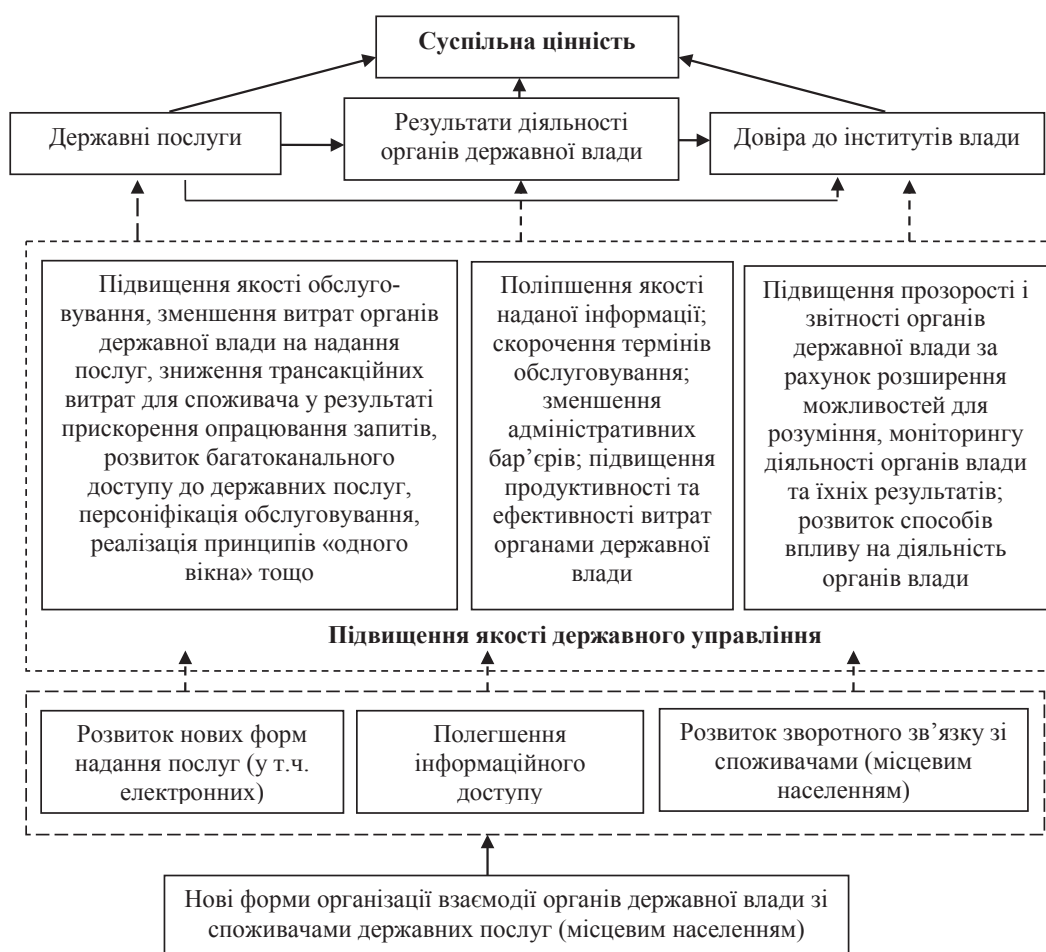 Суспільна цінність
Державні послуги
Результати діяльності
органів державної влади
Довіра до інститутів влади
Підвищення якості обслуго-
вування, зменшення витрат органів
державної влади на надання
послуг, зниження трансакційних
витрат для споживача у результаті
прискорення опрацювання запитів,
розвиток багатоканального
доступу до державних послуг,
персоніфікація обслуговування,
реалізація принципів «одного
вікна» тощо
Поліпшення якості
наданої інформації;
скорочення термінів
обслуговування;
зменшення
адміністративних
бар’єрів; підвищення
продуктивності та
ефективності витрат
органами державної
влади
Підвищення прозорості і
звітності органів
державної влади за
рахунок розширення
можливостей для
розуміння, моніторингу
діяльності органів влади
та їхніх результатів;
розвиток способів
впливу на діяльність
органів влади
Підвищення якості державного управління
Розвиток нових форм
надання послуг (у т.ч.
електронних)
Полегшення
інформаційного
доступу
Розвиток зворотного зв’язку зі
споживачами (місцевим
населенням)
Нові форми організації взаємодії органів державної влади зі
споживачами державних послуг (місцевим населенням)